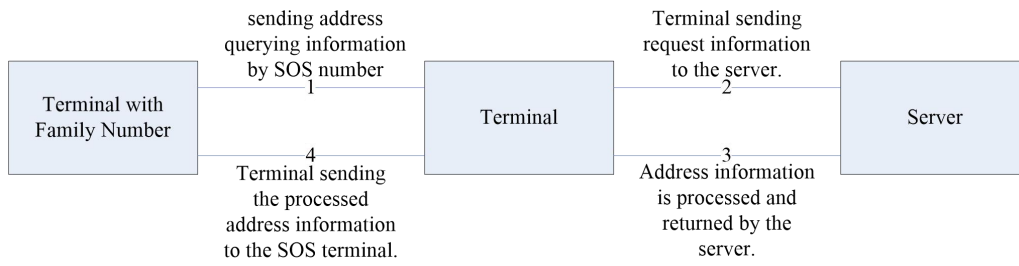 sending address
querying information
by SOS number
1
Terminal sending
request information
to the server.
2
Terminal with
Family Number
Terminal
Server
4
Terminal sending
the processed
address information
to the SOS terminal.
3
Address information
is processed and
returned by the
server.